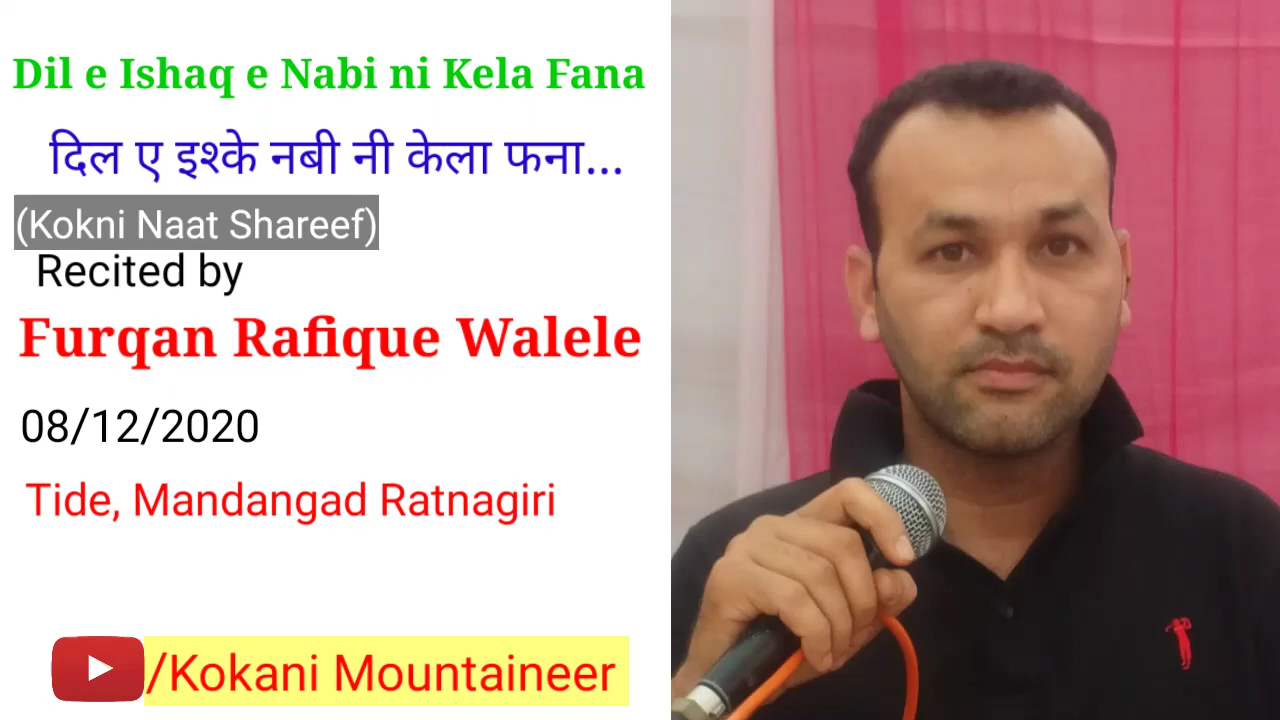 Dil e Ishaq e Nabi ni Kela Fana
दिल ए इश्के नबी नी केला फना...
(Kokni Naat Shareef)
Recited by
Furqan Rafique Walele
08/12/2020
Tide, Mandangad Ratnagiri
/Kokani Mountaineer